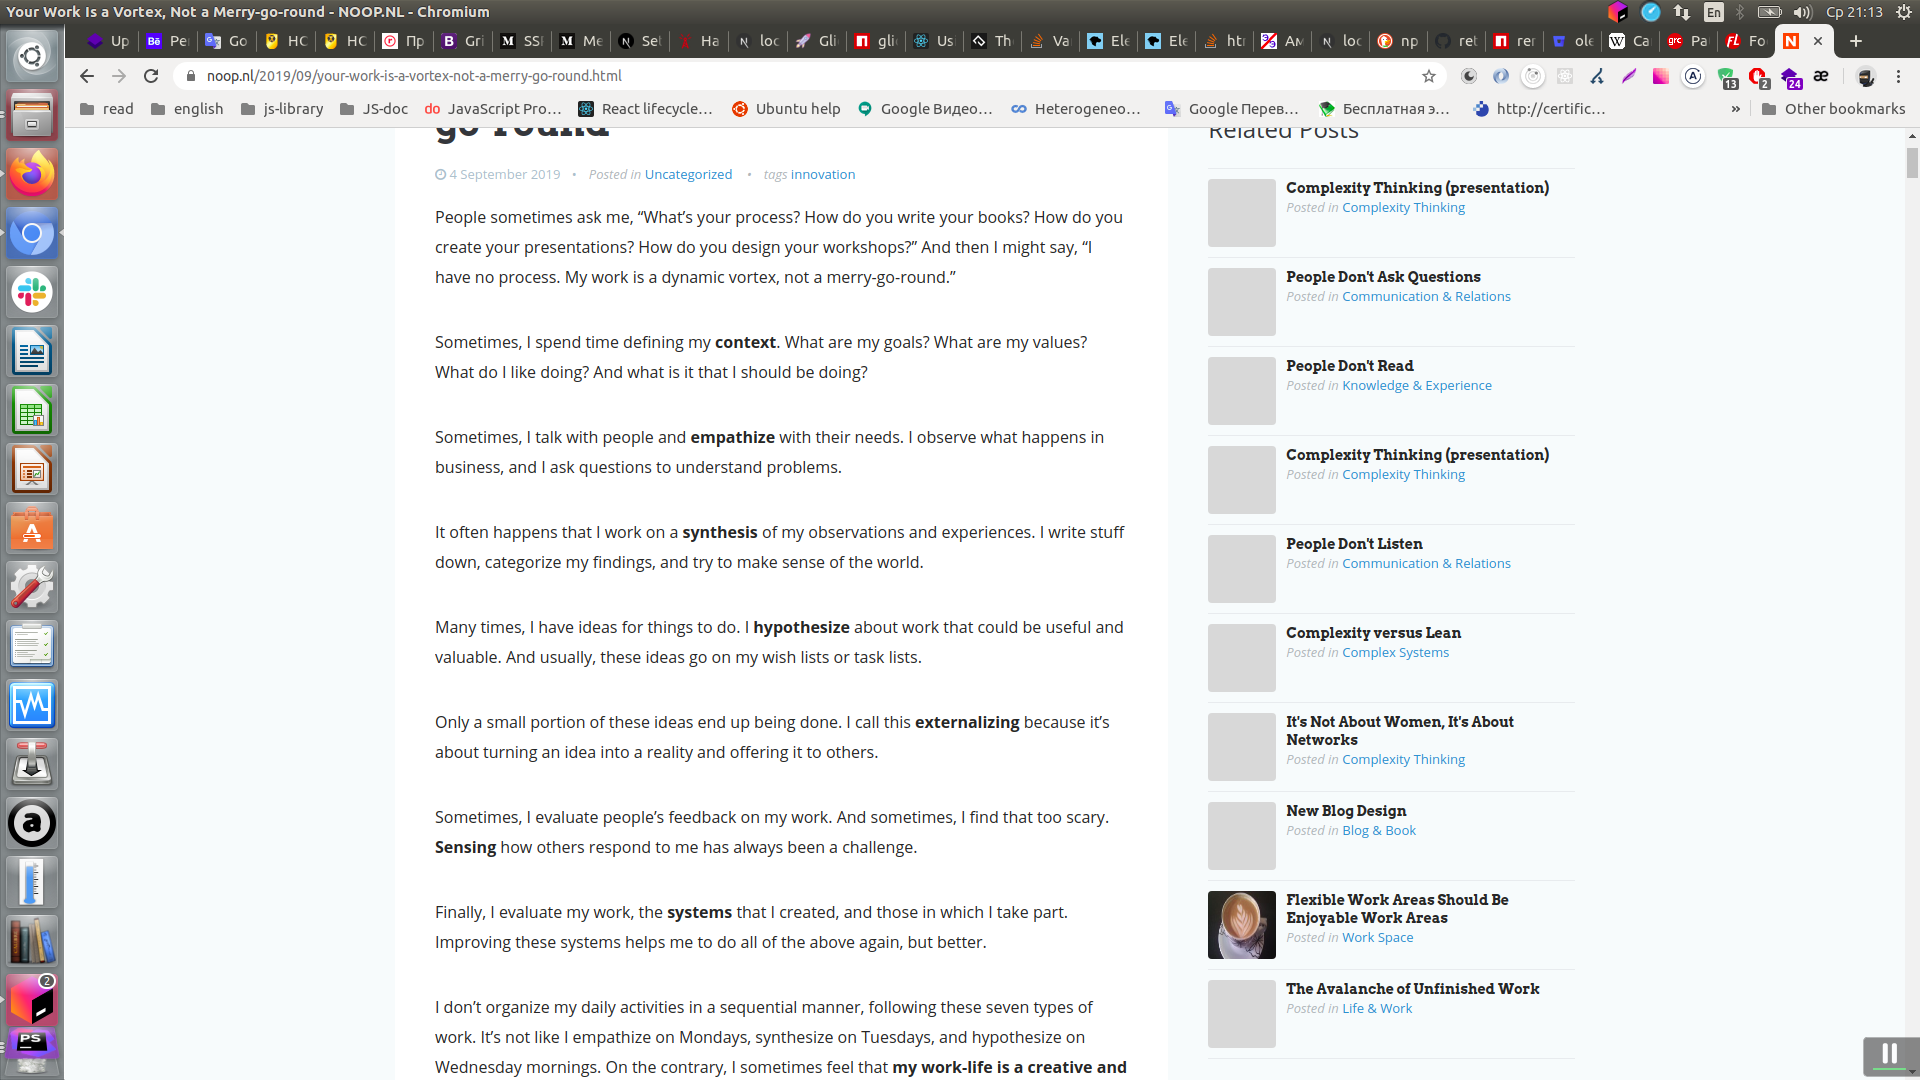 Your Work Is a Vortex, Not a Merry-go-round - NOOP.NL - Chromium
En
Ср 21:13
Up
Be Per
Go
НС
НС
Пр
B Gri
M SSI
M Me
N Set
Ha
N loc
Gli
gli
Us
Th
Va
Ele
Ele
htr
Ам
N loc
np
ret
rer
ole
W Ca
grc Pa
FL Fo
N
noop.nl/2019/09/your-work-is-a-vortex-not-a-merry-go-round.html
13
2
24
æ
read
english
js-library
JS-doc
do JavaScript Pro...
React lifecycle...
Ubuntu help
Google Видео...
Heterogeneo...
Google Перев...
Бесплатная э...
http://certific...
»
Other bookmarks
go-round
4 September 2019 • Posted in Uncategorized • tags innovation
People sometimes ask me, “What’s your process? How do you write your books? How do you
create your presentations? How do you design your workshops?” And then I might say, “I
have no process. My work is a dynamic vortex, not a merry-go-round.”
Sometimes, I spend time defining my context. What are my goals? What are my values?
What do I like doing? And what is it that I should be doing?
Sometimes, I talk with people and empathize with their needs. I observe what happens in
business, and I ask questions to understand problems.
It often happens that I work on a synthesis of my observations and experiences. I write stuff
down, categorize my findings, and try to make sense of the world.
Many times, I have ideas for things to do. I hypothesize about work that could be useful and
valuable. And usually, these ideas go on my wish lists or task lists.
Only a small portion of these ideas end up being done. I call this externalizing because it’s
about turning an idea into a reality and offering it to others.
Sometimes, I evaluate people’s feedback on my work. And sometimes, I find that too scary.
Sensing how others respond to me has always been a challenge.
Finally, I evaluate my work, the systems that I created, and those in which I take part.
Improving these systems helps me to do all of the above again, but better.
I don’t organize my daily activities in a sequential manner, following these seven types of
work. It’s not like I empathize on Mondays, synthesize on Tuesdays, and hypothesize on
Wednesday mornings. On the contrary, I sometimes feel that my work-life is a creative and
Related Posts
Complexity Thinking (presentation)
Posted in Complexity Thinking
People Don't Ask Questions
Posted in Communication & Relations
People Don't Read
Posted in Knowledge & Experience
Complexity Thinking (presentation)
Posted in Complexity Thinking
People Don't Listen
Posted in Communication & Relations
Complexity versus Lean
Posted in Complex Systems
It's Not About Women, It's About
Networks
Posted in Complexity Thinking
New Blog Design
Posted in Blog & Book
Flexible Work Areas Should Be
Enjoyable Work Areas
Posted in Work Space
The Avalanche of Unfinished Work
Posted in Life & Work
2
PS